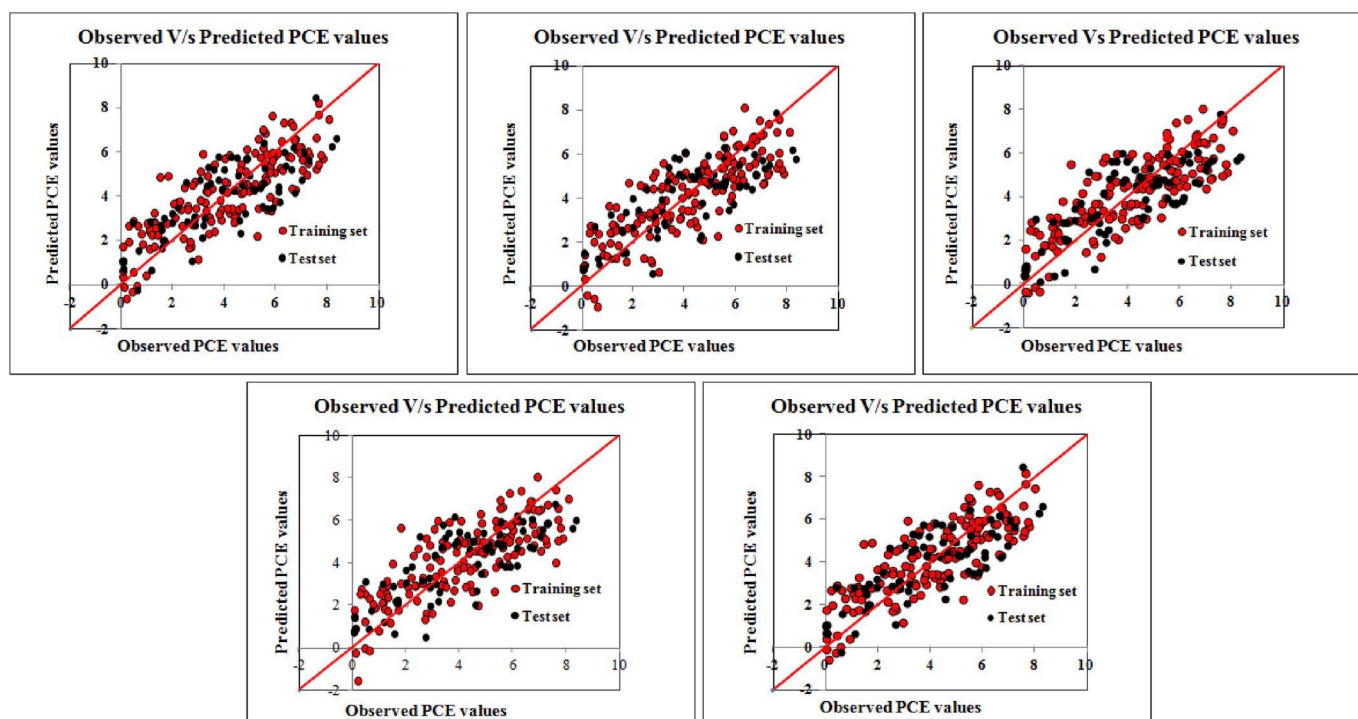 Observed V/s Predicted PCE values
10
8
6
4
2
0
-2
-2 0 2 4 6 8 10
Predicted PCE values
Training set
Test set
Observed PCE values
Observed V/s Predicted PCE values
10
8
6
4
2
0
-2
-2 0 2 4 6 8 10
Predicted PCE values
Training set
Test set
Observed PCE values
Observed Vs Predicted PCE values
10
8
6
4
2
0
-2
-2 0 2 4 6 8 10
Predicted PCE values
Training set
Test set
Observed PCE values
Observed V/s Predicted PCE values
10
8
6
4
2
0
-2
-2 0 2 4 6 8 10
Predicted PCE values
Training set
Test set
Observed PCE values
Observed V/s Predicted PCE values
10
8
6
4
2
0
-2
-2 0 2 4 6 8 10
Predicted PCE values
Training set
Test set
Observed PCE values